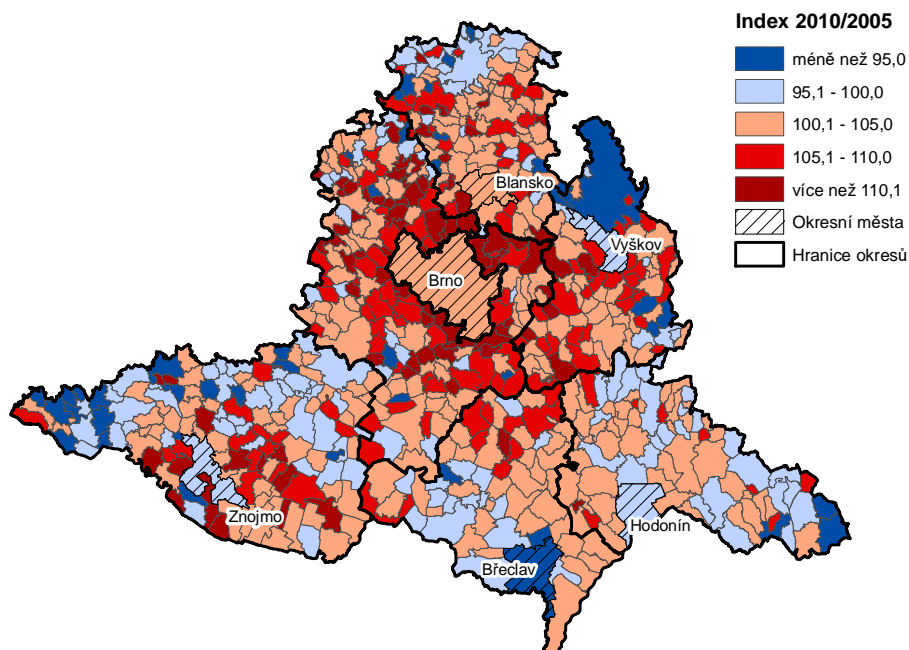 Index 2010/2005
méně než 95,0
95,1 - 100,0
100,1 - 105,0
105,1 - 110,0
více než 110,1
Okresní města
Hranice okresů
Blansko
Vyškov
Brno
Znojmo
Hodonín
Břeclav